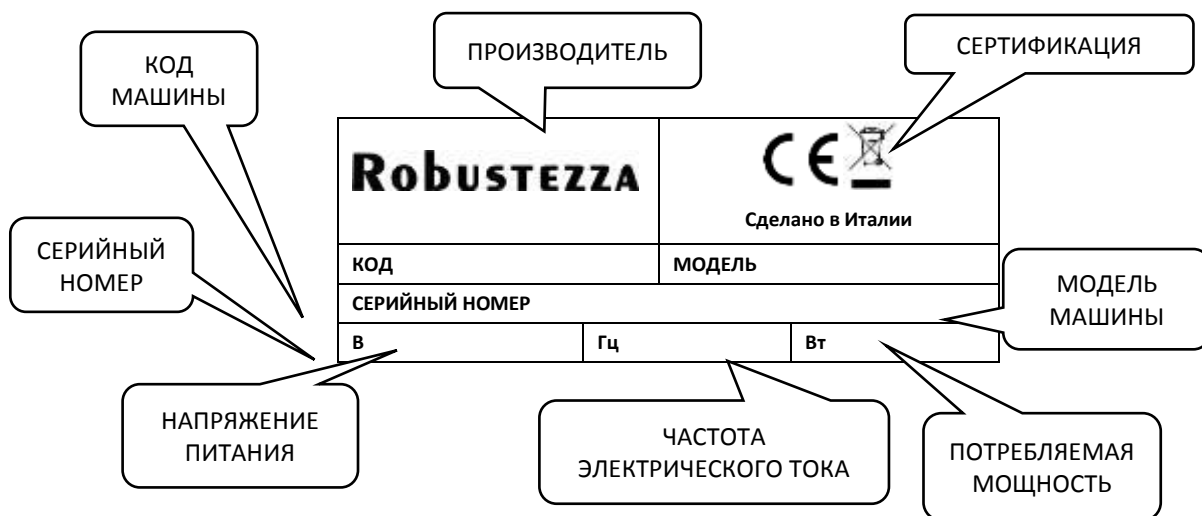 ПРОИЗВОДИТЕЛЬ
СЕРТИФИКАЦИЯ
КОД
МАШИНЫ
RobusTEZZA
CE
Сделано в Италии
СЕРИЙНЫЙ
НОМЕР
КОД
МОДЕЛЬ
СЕРИЙНЫЙ НОМЕР
МОДЕЛЬ
МАШИНЫ
В
Гц
Вт
НАПРЯЖЕНИЕ
ПИТАНИЯ
ЧАСТОТА
ЭЛЕКТРИЧЕСКОГО ТОКА
ПОТРЕБЛЯЕМАЯ
МОЩНОСТЬ